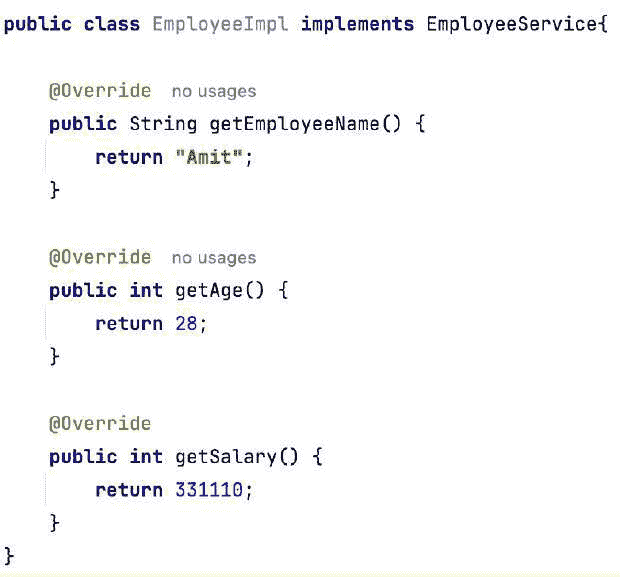 public class EmployeeImpl implements EmployeeService{
@Override no usages
public String getEmployeeName() {
return "Amit";
}
@Override no usages
public int getAge() {
return 28;
}
@Override
public int getSalary() {
return 331110;
}
}